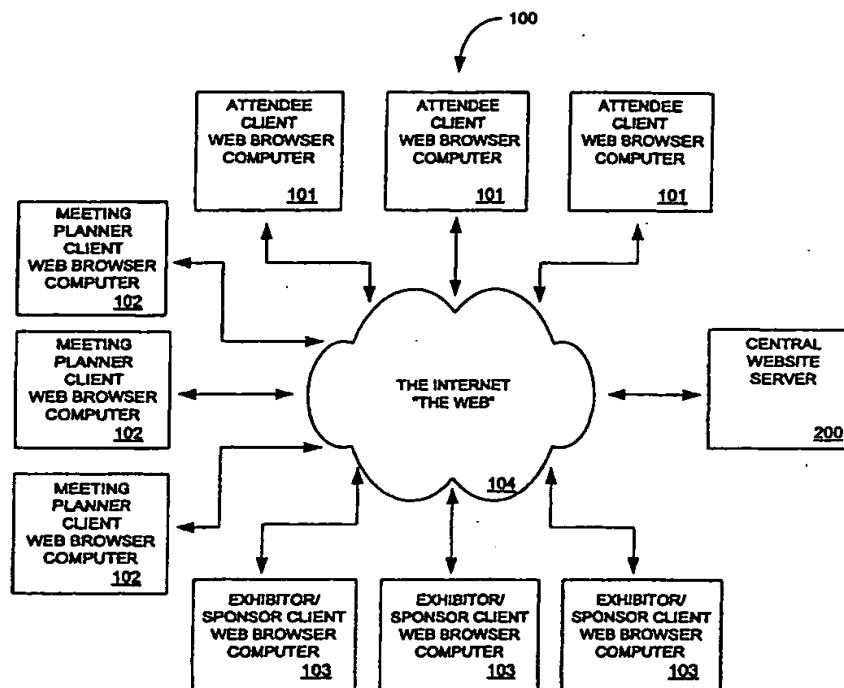 100
ATTENDEE
CLIENT
WEB BROWSER
COMPUTER
101
ATTENDEE
CLIENT
WEB BROWSER
COMPUTER
101
ATTENDEE
CLIENT
WEB BROWSER
COMPUTER
101
MEETING
PLANNER
CLIENT
WEB BROWSER
COMPUTER
102
MEETING
PLANNER
CLIENT
WEB BROWSER
COMPUTER
102
MEETING
PLANNER
CLIENT
WEB BROWSER
COMPUTER
102
THE INTERNET
"THE WEB"
104
CENTRAL
WEBSITE
SERVER
200
EXHIBITOR/
SPONSOR CLIENT
WEB BROWSER
COMPUTER
103
EXHIBITOR/
SPONSOR CLIENT
WEB BROWSER
COMPUTER
103
EXHIBITOR/
SPONSOR CLIENT
WEB BROWSER
COMPUTER
103